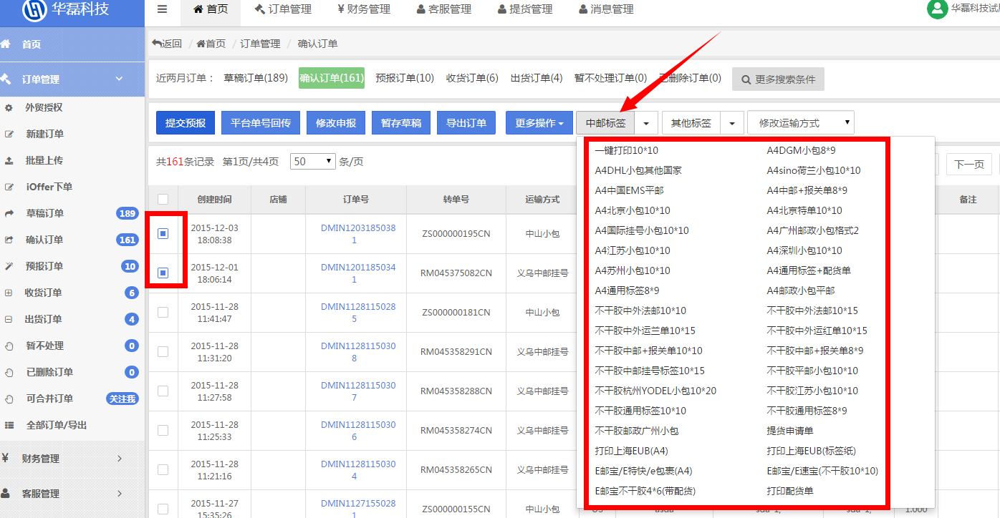 华磊科技
首页 订单管理 ¥ 财务管理 客服管理 提货管理 消息管理
首页
订单管理
外贸授权
新建订单
批量上传
iOffer下单
草稿订单 189
确认订单 161
预报订单 10
收货订单 6
出货订单 4
暂不处理 0
已删除订单 0
可合并订单 关注我
全部订单/导出
¥ 财务管理
客服管理
返回 / 首页 / 订单管理 / 确认订单
近两月订单： 草稿订单(189) 确认订单(161) 预报订单(10) 收货订单(6) 出货订单(4) 暂不处理订单(0) 已删除订单(0) 更多搜索条件
提交预报 平台单号回传 修改申报 暂存草稿 导出订单 更多操作 中邮标签 其他标签 修改运输方式
共161条记录 第1页/共4页 50 条/页
下一页
创建时间 店铺 订单号 转单号 运输方式 备注
2015-12-03 DMIN1203185038 ZS000000195CN 中山小包
18:08:38 1
2015-12-01 DMIN1201185034 RM045375082CN 义乌中邮挂号
18:06:14 1
2015-11-28 DMIN1128115028 ZS000000181CN 中山小包
11:41:47 5
2015-11-28 DMIN1128115030 RM045358291CN 义乌中邮挂号
11:31:20 8
2015-11-28 DMIN1128115030 RM045358288CN 义乌中邮挂号
11:27:58 7
2015-11-28 DMIN1128115030 RM045358274CN 义乌中邮挂号
11:25:33 6
2015-11-28 DMIN1128115030 RM045358265CN 义乌中邮挂号
11:21:16 4
2015-11-27 DMIN1127155028 ZS000000155CN 中山小包
15:35:26 1
一键打印10*10 A4DGM小包8*9
A4DHL小包其他国家 A4sino荷兰小包10*10
A4中国EMS平邮 A4中邮+报关单8*9
A4北京小包10*10 A4北京特单10*10
A4国际挂号小包10*10 A4广州邮政小包格式2
A4江苏小包10*10 A4深圳小包10*10
A4苏州小包10*10 A4通用标签+配货单
A4通用标签8*9 A4邮政小包平邮
不干胶中外法邮10*10 不干胶中外法邮10*15
不干胶中外运兰单10*15 不干胶中外运红单10*15
不干胶中邮+报关单10*10 不干胶中邮+报关单8*9
不干胶中邮挂号标签10*15 不干胶平邮小包10*10
不干胶杭州YODEL小包10*20 不干胶江苏小包10*10
不干胶通用标签10*10 不干胶通用标签8*9
不干胶邮政广州小包 提货申请单
打印上海EUB(A4) 打印上海EUB(标签纸)
E邮宝/E特快/e包裹(A4) E邮宝/E速宝(不干胶10*10)
E邮宝不干胶4*6(带配货) 打印配货单